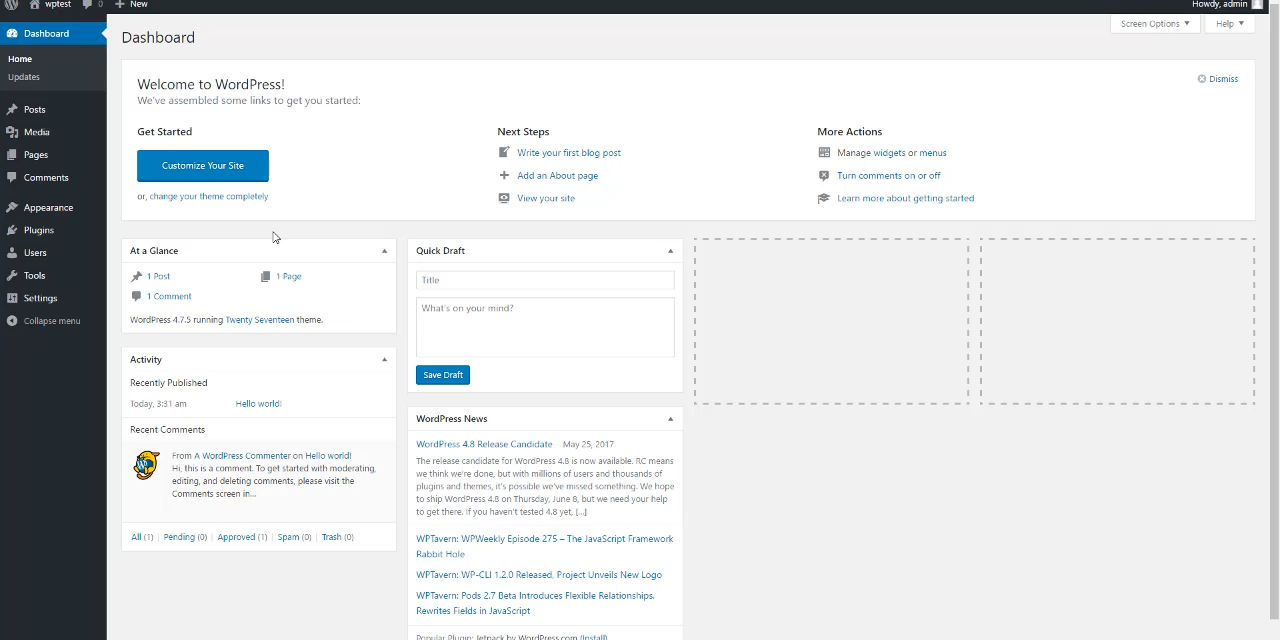 wptest 0 New Howdy, admin
Dashboard
Home
Updates
Posts
Media
Pages
Comments
Appearance
Plugins
Users
Tools
Settings
Collapse menu
Screen Options Help
Dashboard
Welcome to WordPress!
We've assembled some links to get you started:
Dismiss
Get Started
Customize Your Site
or, change your theme completely
Next Steps
Write your first blog post
Add an About page
View your site
More Actions
Manage widgets or menus
Turn comments on or off
Learn more about getting started
At a Glance
1 Post 1 Page
1 Comment
WordPress 4.7.5 running Twenty Seventeen theme.
Activity
Recently Published
Today, 3:31 am Hello world!
Recent Comments
From A WordPress Commenter on Hello world!
Hi, this is a comment. To get started with moderating,
editing, and deleting comments, please visit the
Comments screen in...
All (1) Pending (0) Approved (1) Spam (0) Trash (0)
Quick Draft
Title
What's on your mind?
Save Draft
WordPress News
WordPress 4.8 Release Candidate May 25, 2017
The release candidate for WordPress 4.8 is now available. RC means
we think we're done, but with millions of users and thousands of
plugins and themes, it's possible we've missed something. We hope
to ship WordPress 4.8 on Thursday, June 8, but we need your help
to get there. if you haven't tested 4.8 yet, [...]
WPTavern: WPWeekly Episode 275 – The JavaScript Framework
Rabbit Hole
WPTavern: WP-CLI 1.2.0 Released, Project Unveils New Logo
WPTavern: Pods 2.7 Beta Introduces Flexible Relationships,
Rewrites Fields in JavaScript
Popular Plugin: Jetpack by WordPress.com (Install)